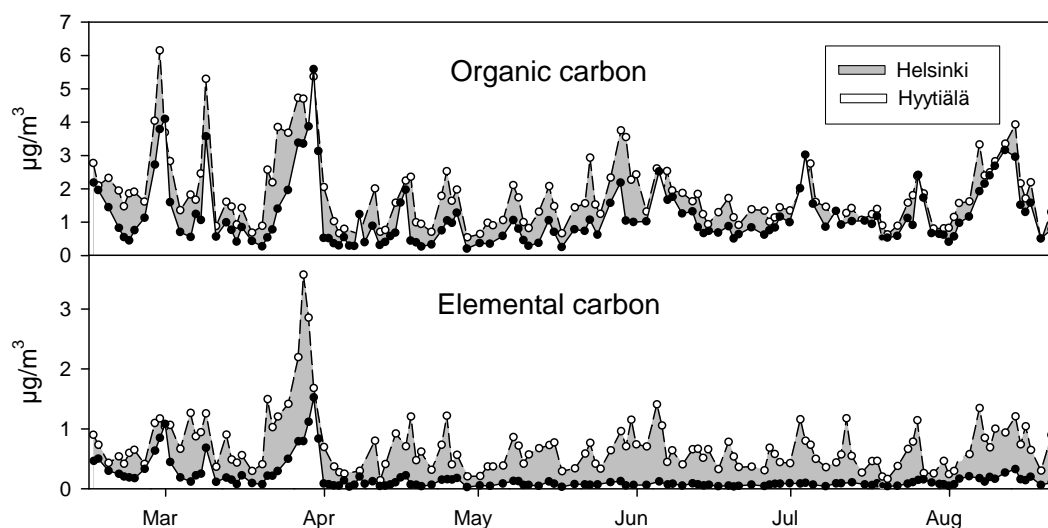 7
6
5
4
3
2
1
0
µg/m³
Organic carbon
Helsinki
Hyytiälä
3
2
1
0
µg/m³
Elemental carbon
Mar Apr May Jun Jul Aug